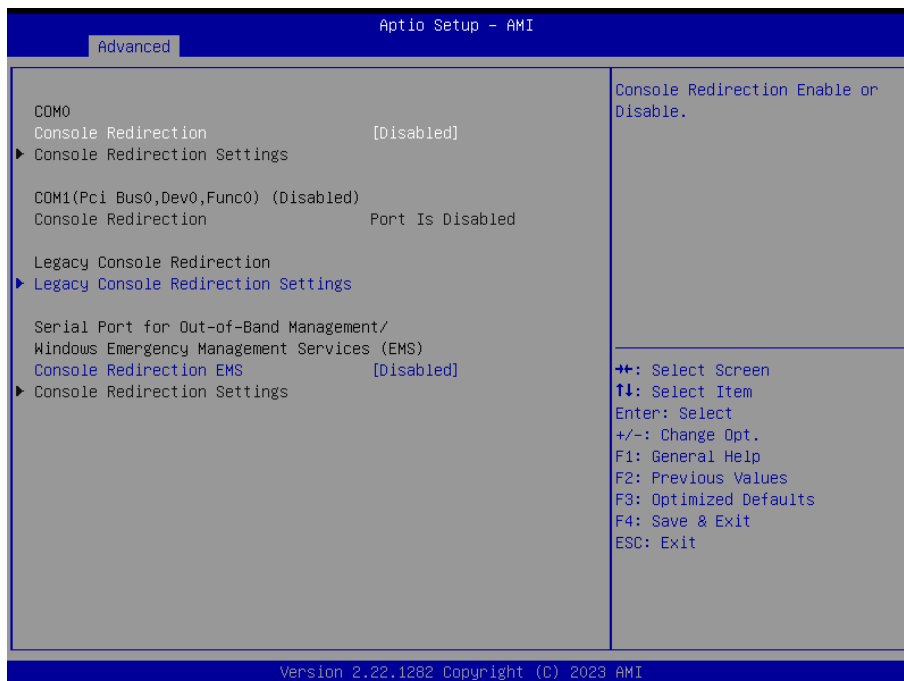 Aptio Setup – AMI
Advanced
COM0
Console Redirection [Disabled]
Console Redirection Settings
COM1(Pci Bus0,Dev0,Func0) (Disabled)
Console Redirection Port Is Disabled
Legacy Console Redirection
Legacy Console Redirection Settings
Serial Port for Out-of-Band Management/
Windows Emergency Management Services (EMS)
Console Redirection EMS [Disabled]
Console Redirection Settings
Console Redirection Enable or
Disable.
→←: Select Screen
↑↓: Select Item
Enter: Select
+/-: Change Opt.
F1: General Help
F2: Previous Values
F3: Optimized Defaults
F4: Save & Exit
ESC: Exit
Version 2.22.1282 Copyright (C) 2023 AMI